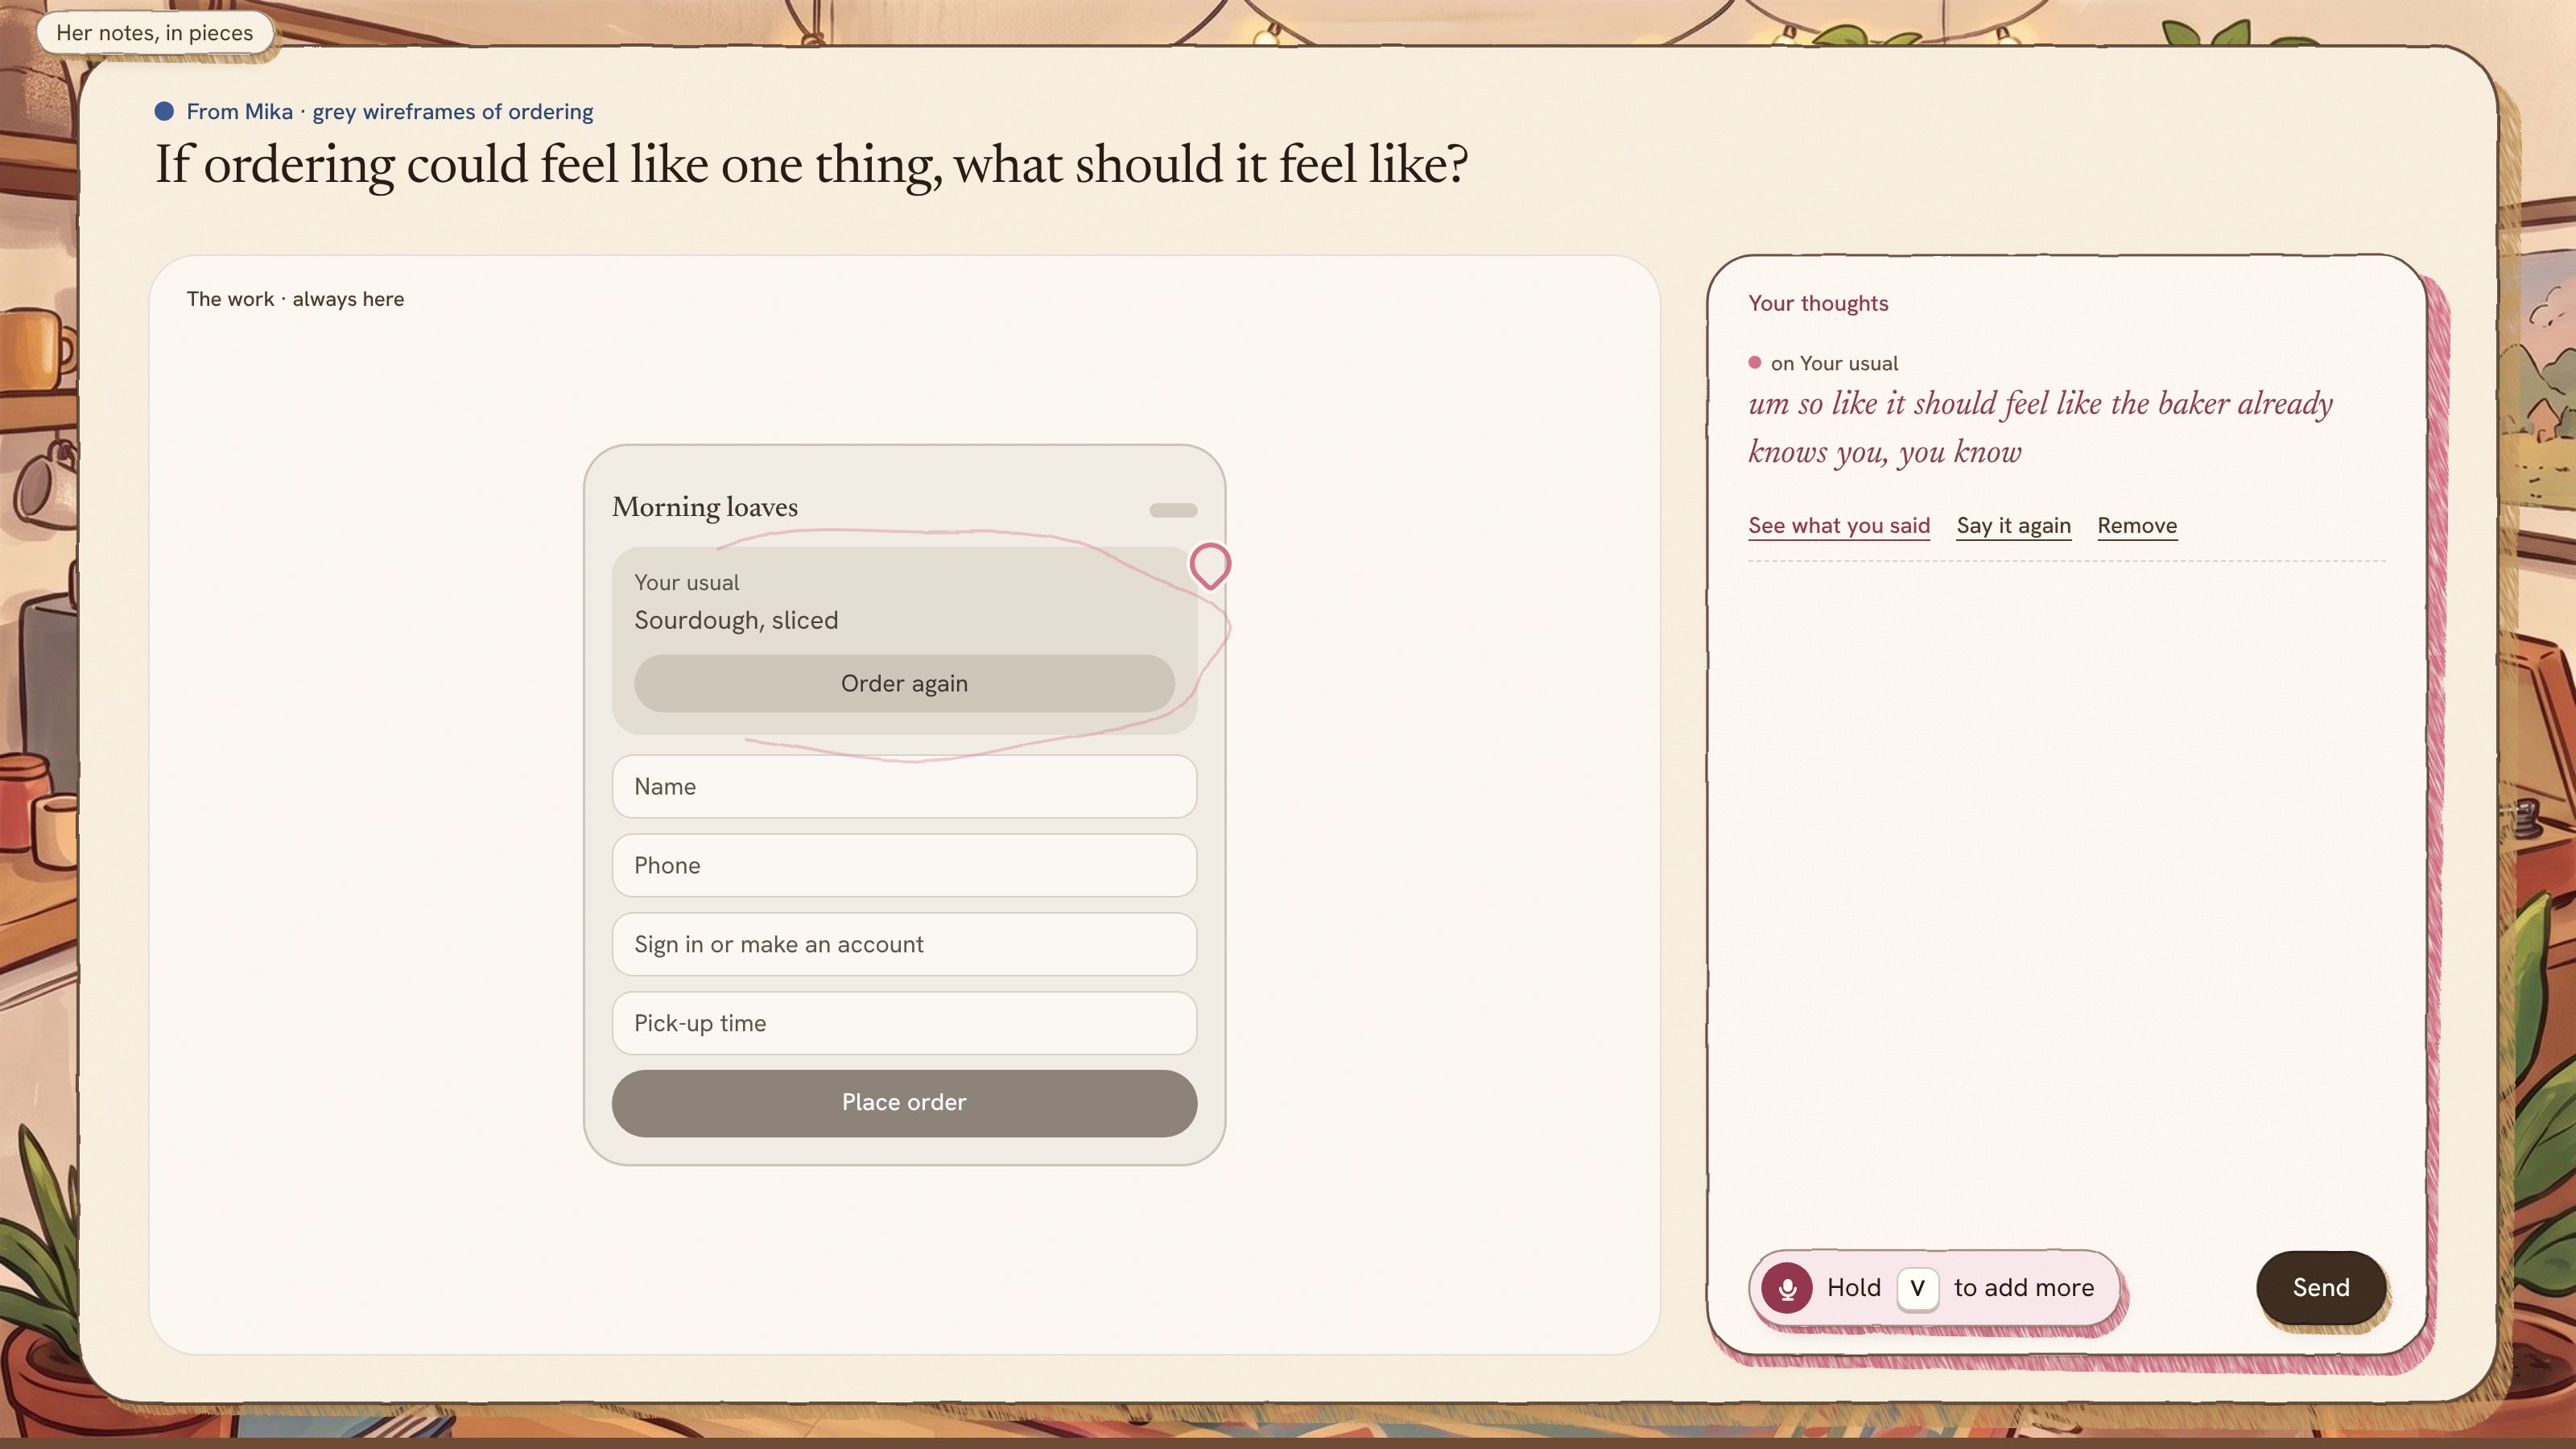 Her notes, in pieces
From Mika · grey wireframes of ordering
If ordering could feel like one thing, what should it feel like?
The work · always here
Morning loaves
Your usual
Sourdough, sliced
Order again
Name
Phone
Sign in or make an account
Pick-up time
Place order
Your thoughts
on Your usual
um so like it should feel like the baker already
knows you, you know
See what you said Say it again Remove
Hold V to add more
Send